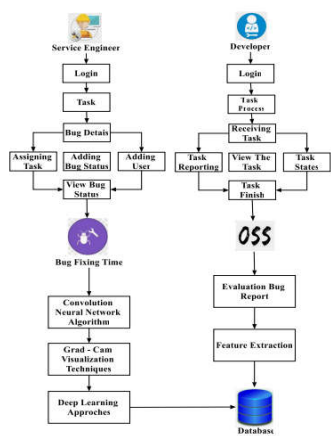 Service Engineer
Login
Task
Bug Detais
Assigning Task
Adding Bug Status
Adding User
View Bug Status
Bug Fixing Time
Convolution Neural Network Algorithm
Grad - Cam Visualization Techniques
Deep Learning Approches
Developer
Login
Task Process
Receiving Task
Task Reporting
View The Task
Task States
Task Finish
OSS
Evaluation Bug Report
Feature Extraction
Database